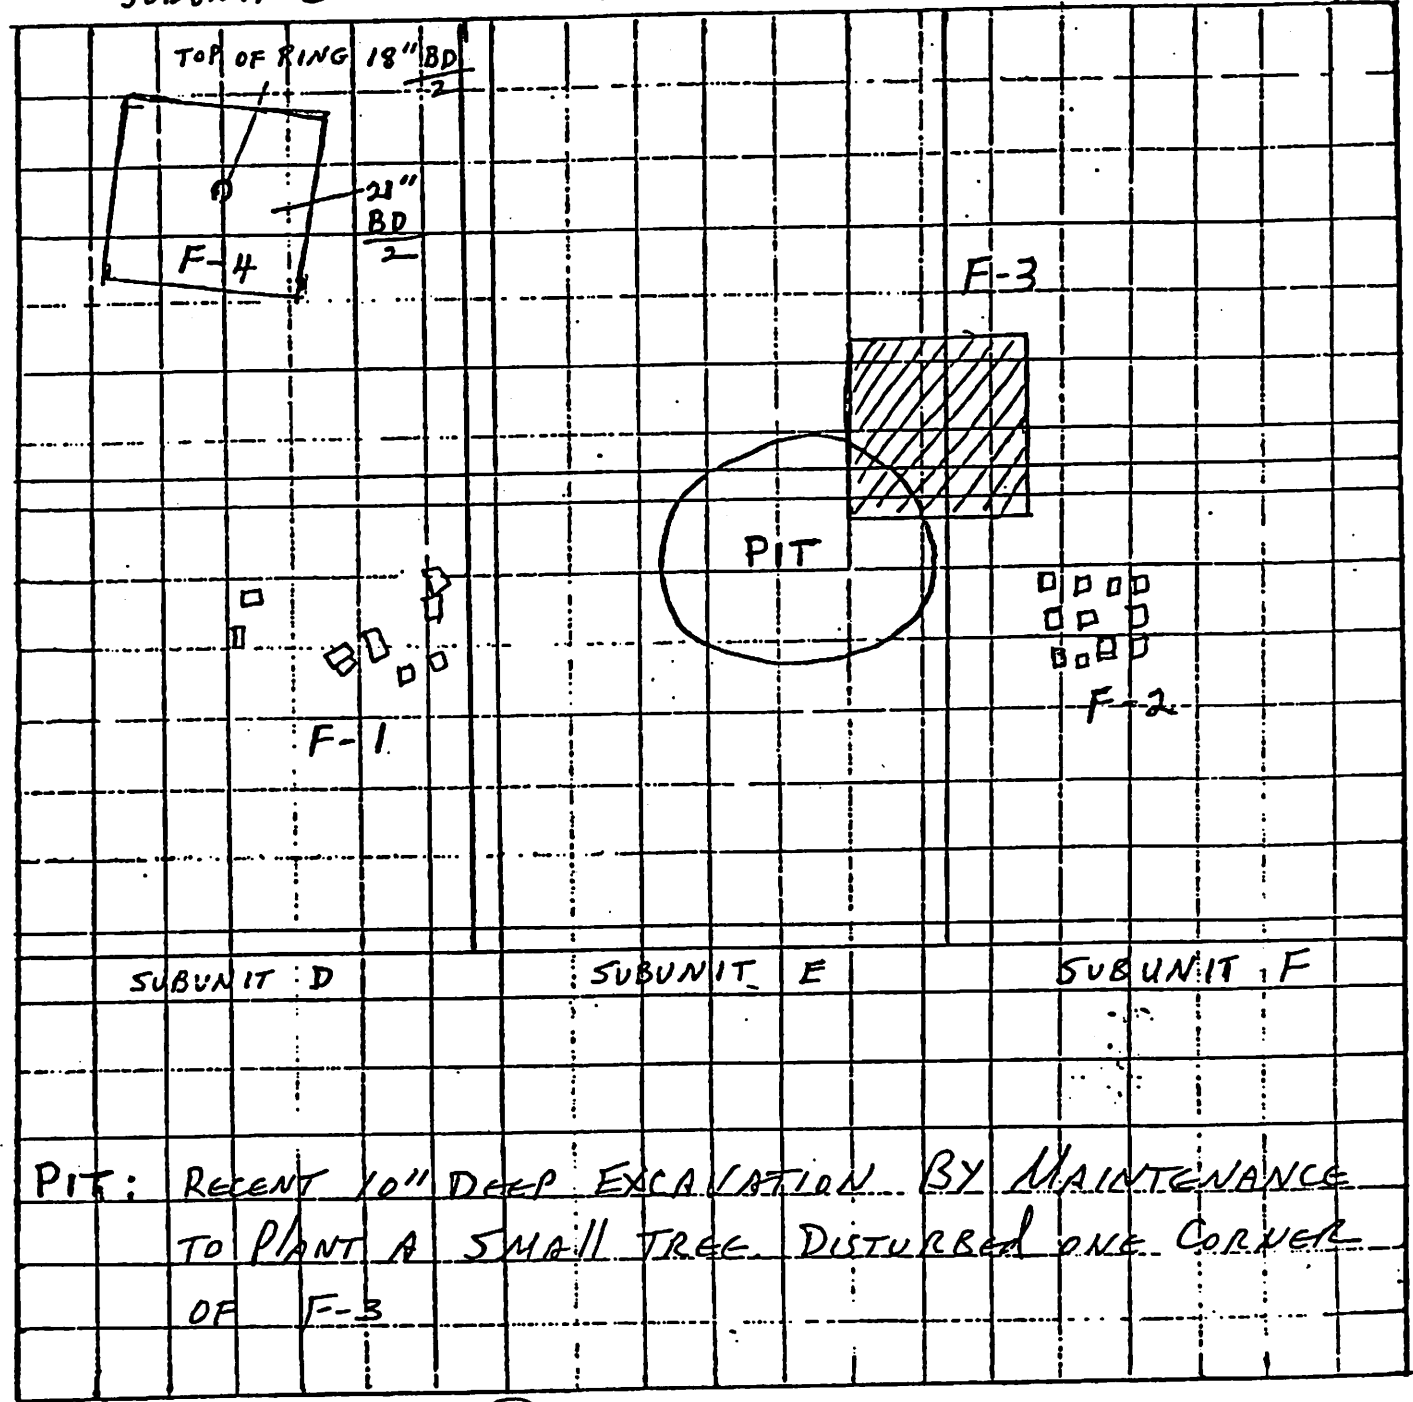 SUBUNIT
TOP OF RING 18" BD
2
21"
BD
2
F-4
F-3
PIT
F-1
F-2
SUBUNIT D
SUBUNIT E
SUBUNIT F
PIT: RECENT 10" DEEP EXCAVATION BY MAINTENANCE
TO PlANT A SMAll TREE. DISTURBEd ONE CORNER
OF F-3